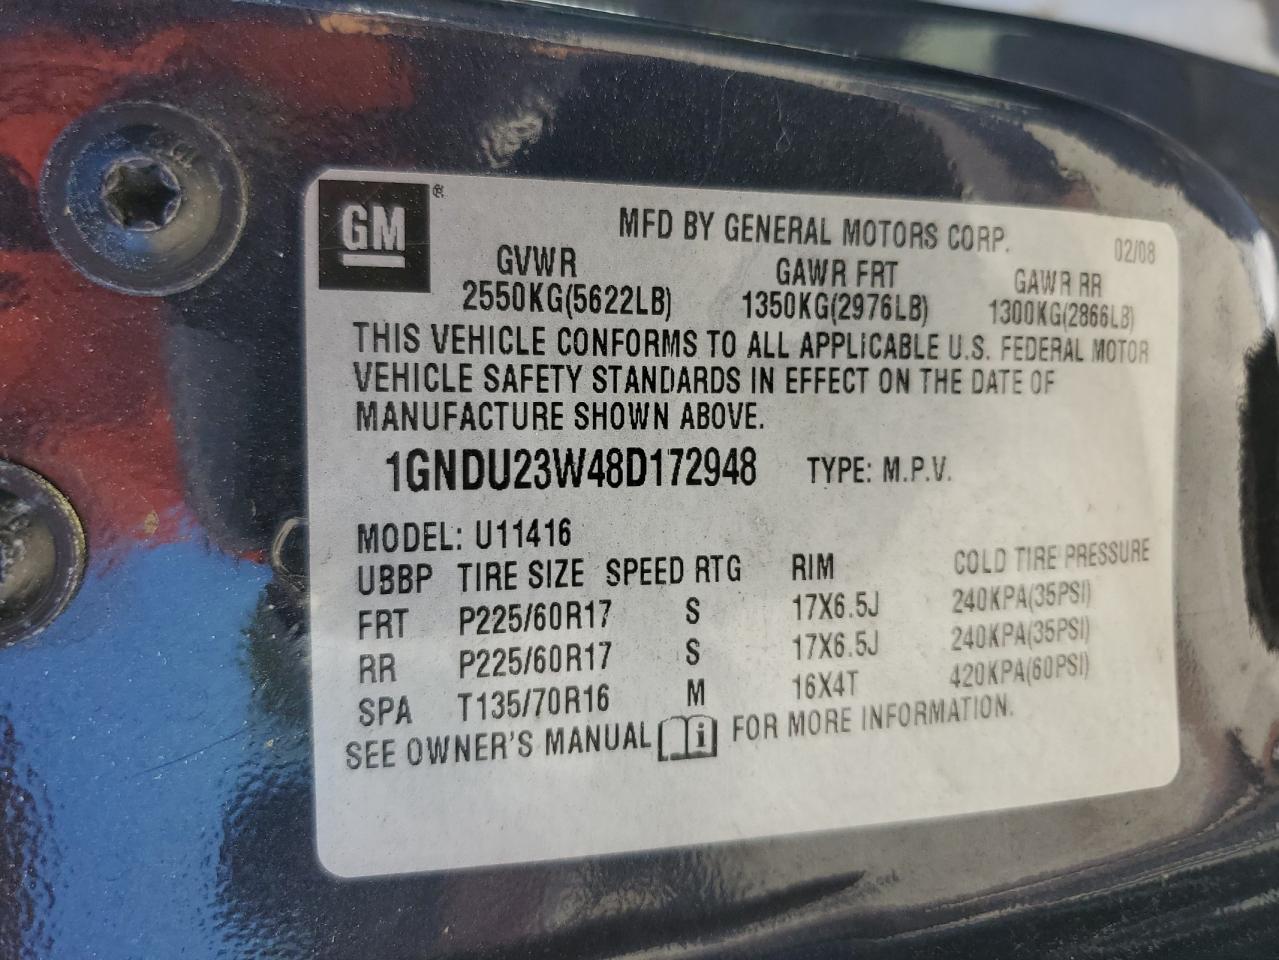 GM ® MFD BY GENERAL MOTORS CORP. 02/08
GVWR GAWR FRT GAWR RR
2550KG(5622LB) 1350KG(2976LB) 1300KG(2866LB)
THIS VEHICLE CONFORMS TO ALL APPLICABLE U.S. FEDERAL MOTOR
VEHICLE SAFETY STANDARDS IN EFFECT ON THE DATE OF
MANUFACTURE SHOWN ABOVE.
1GNDU23W48D172948 TYPE: M.P.V.
MODEL: U11416
UBBP TIRE SIZE SPEED RTG RIM COLD TIRE PRESSURE
FRT P225/60R17 S 17X6.5J 240KPA(35PSI)
RR P225/60R17 S 17X6.5J 240KPA(35PSI)
SPA T135/70R16 M 16X4T 420KPA(60PSI)
SEE OWNER'S MANUAL i FOR MORE INFORMATION.